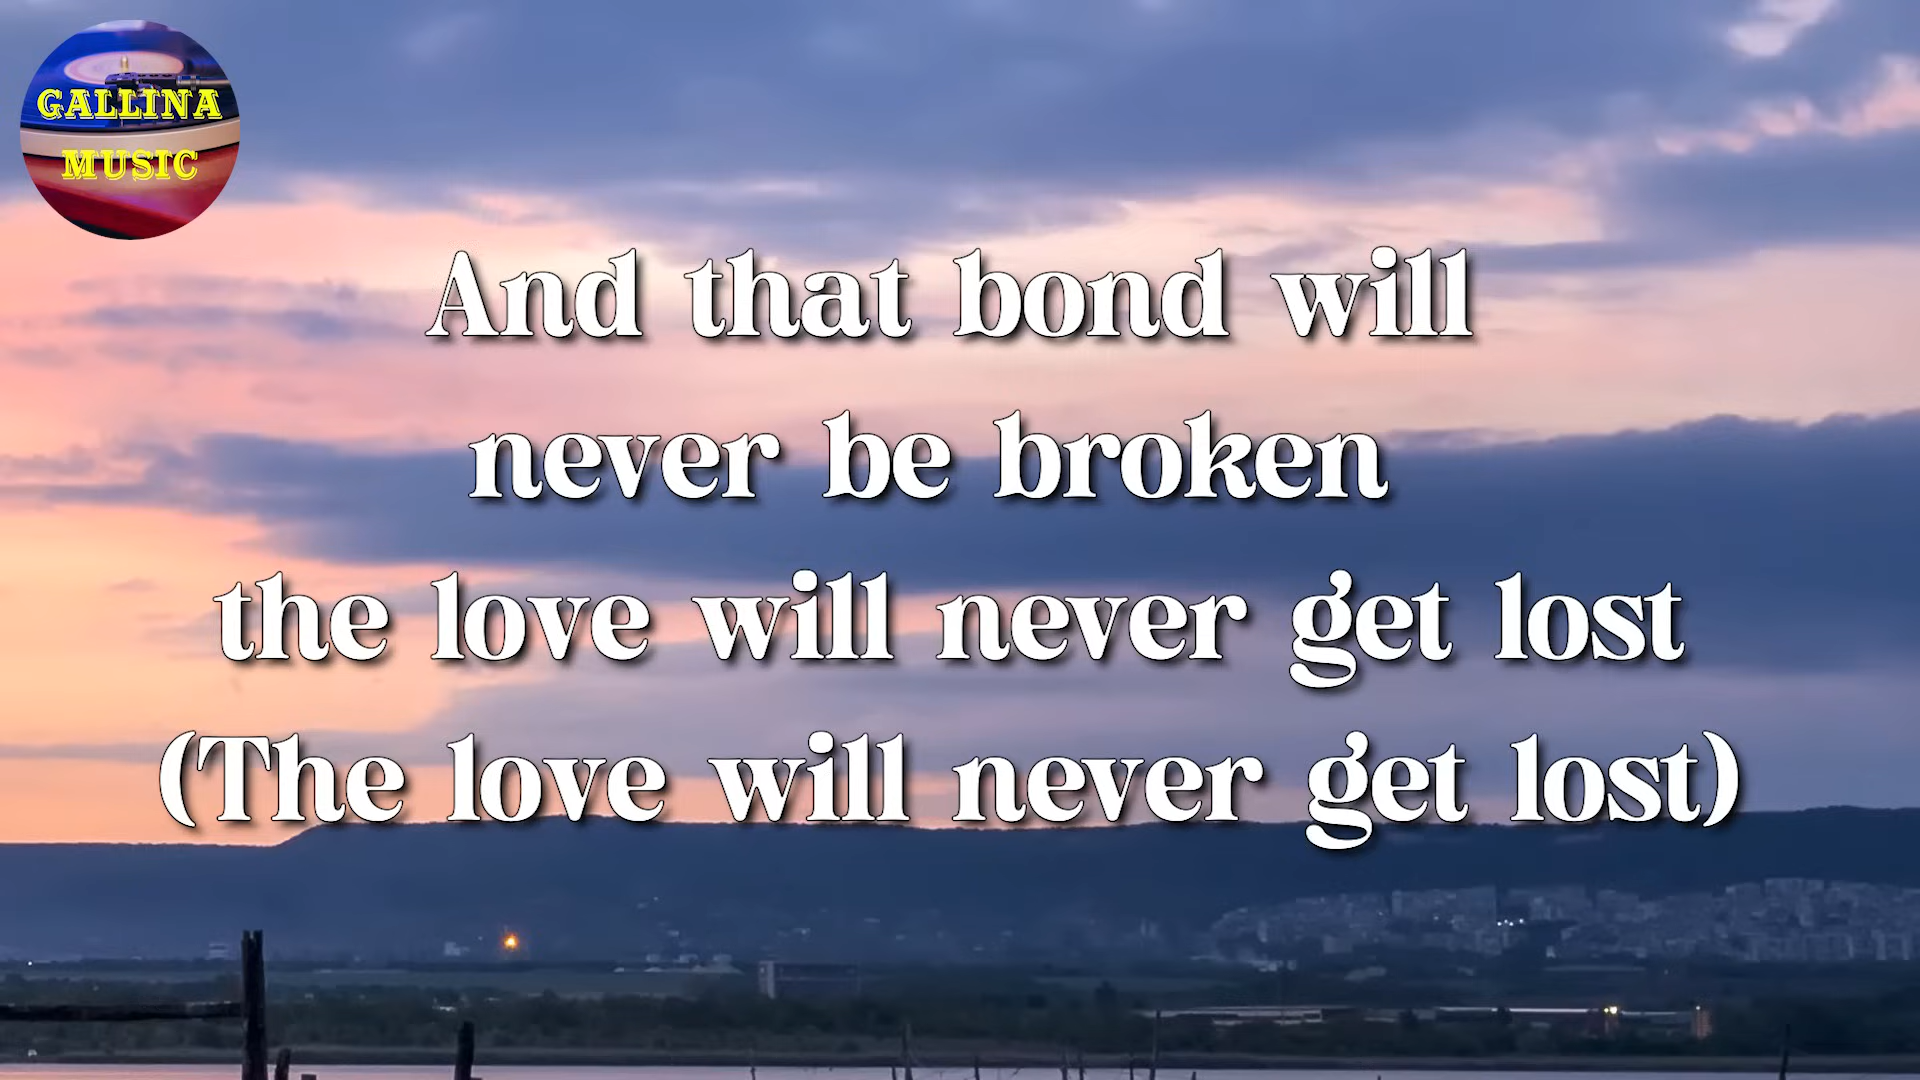 GALLINA
MUSIC
And that bond will
never be broken
the love will never get lost
(The love will never get lost)